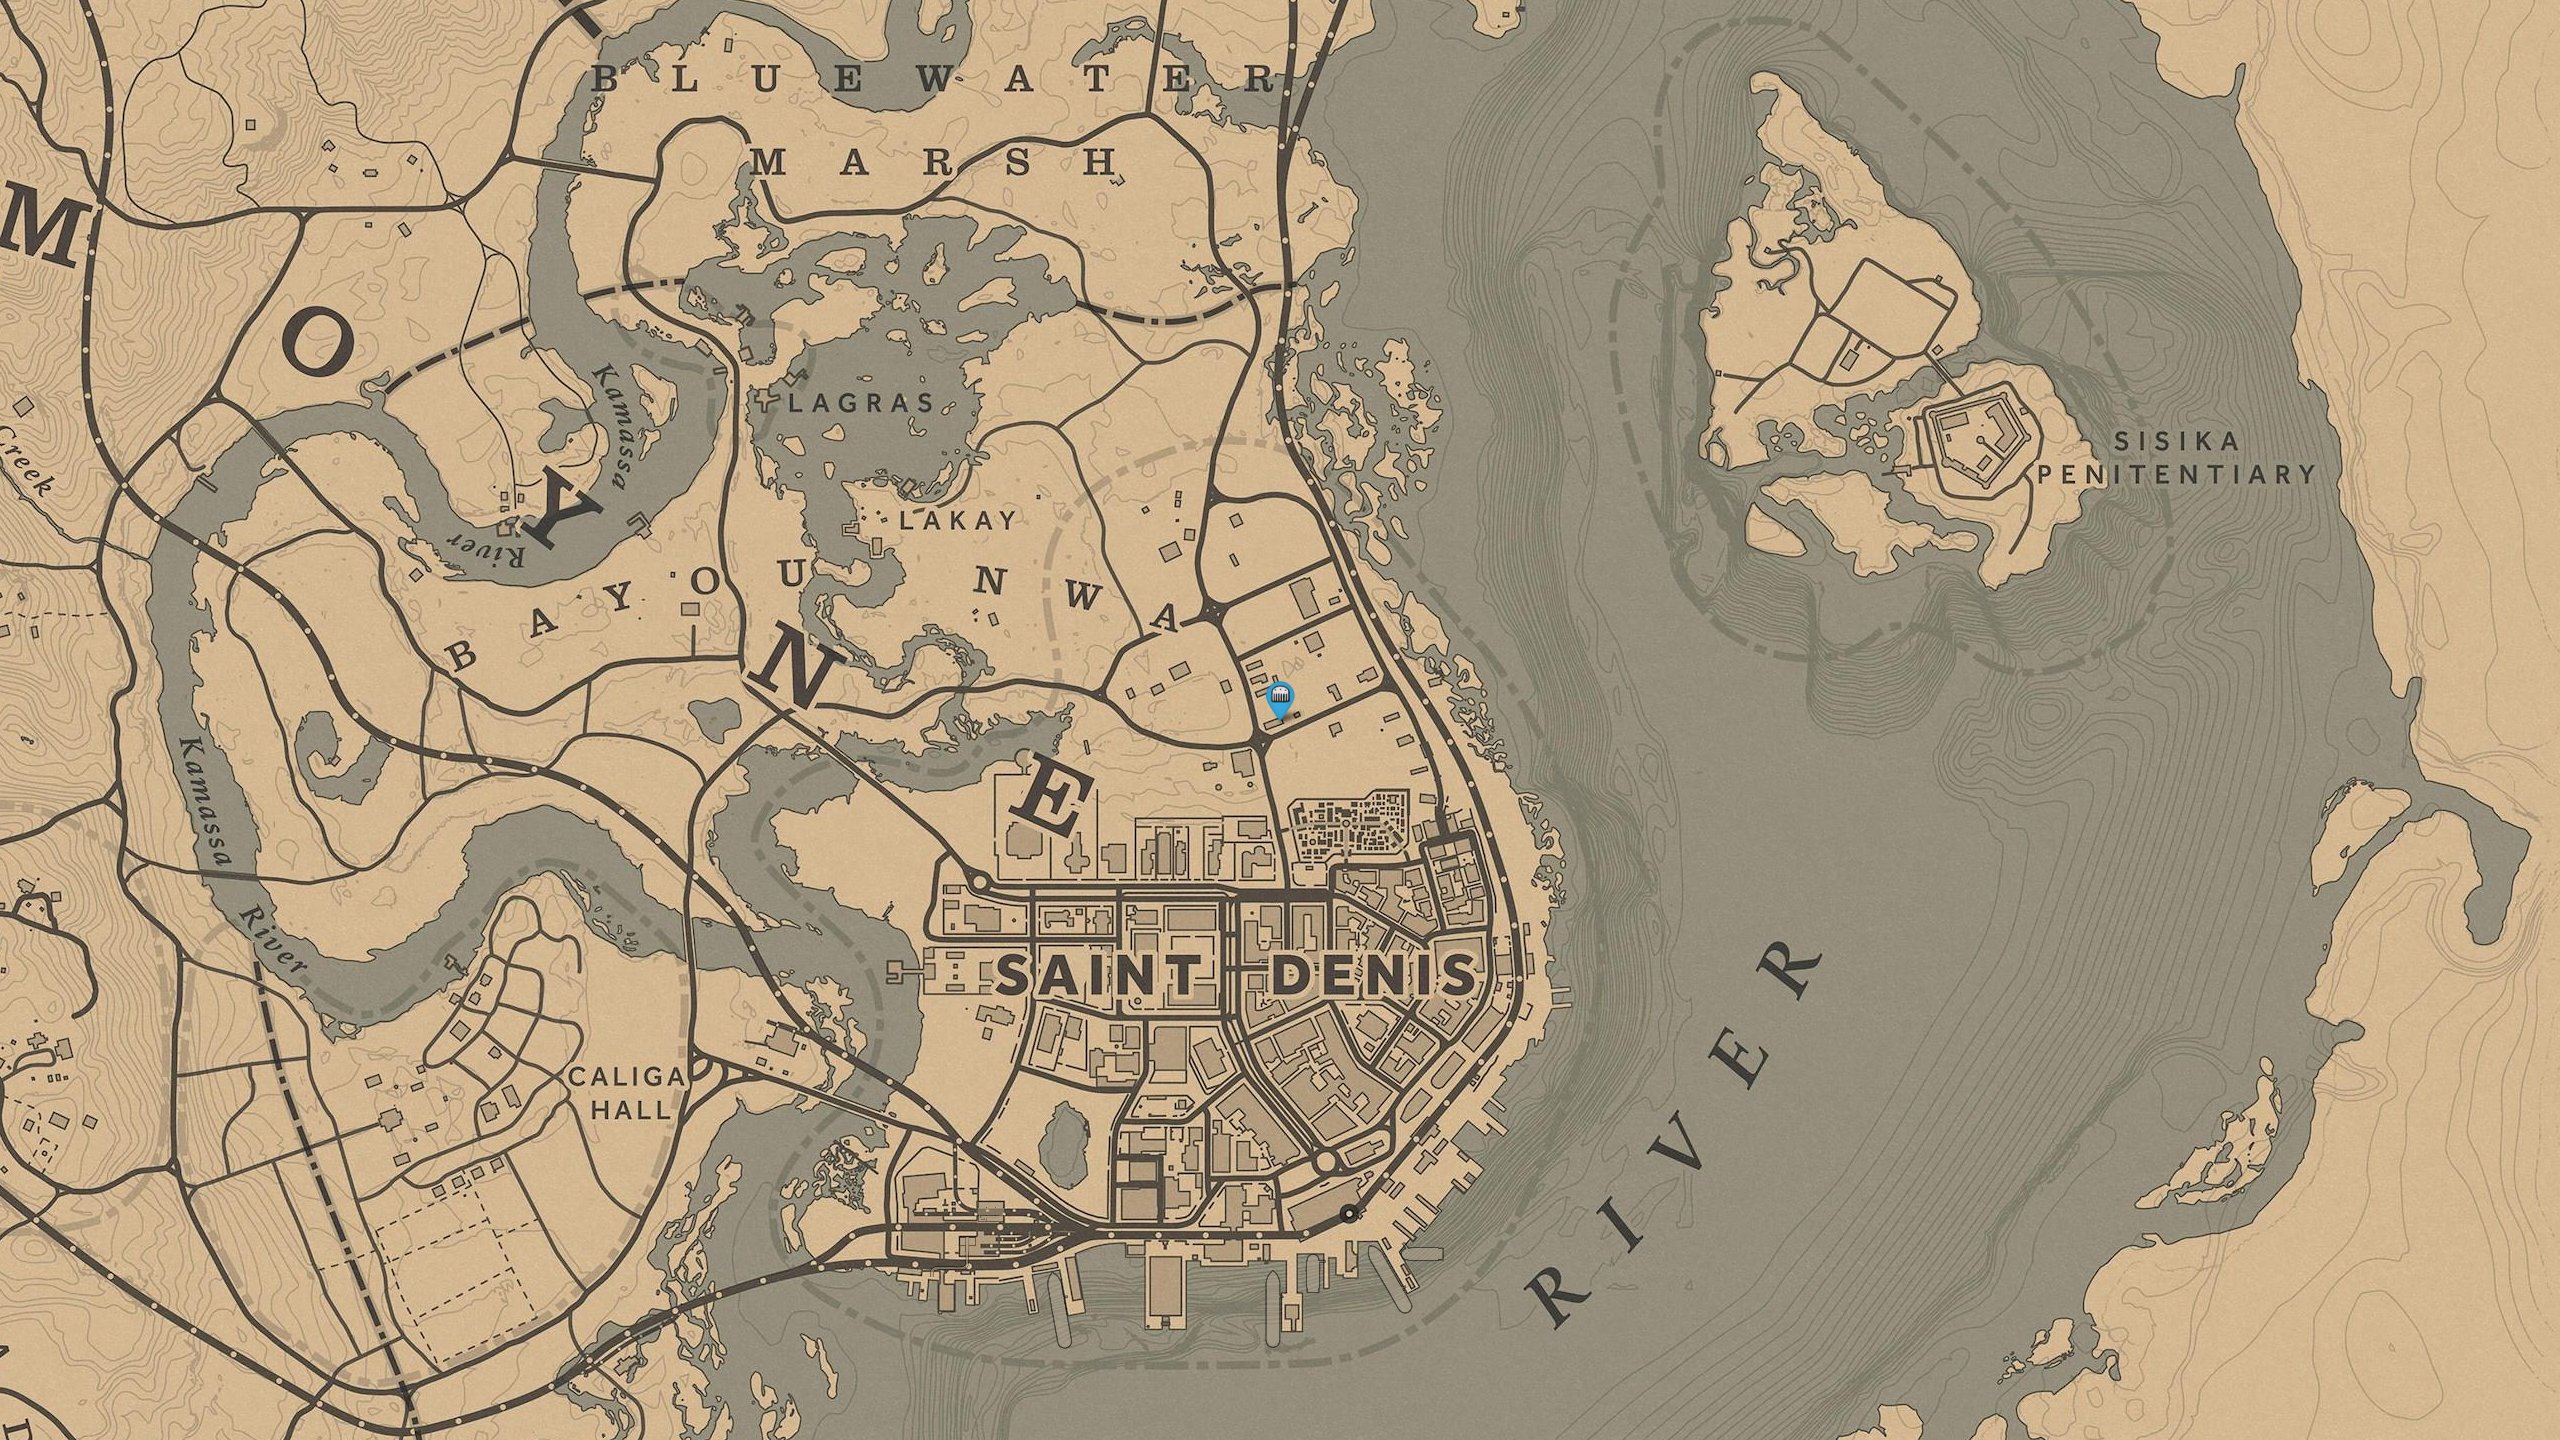 BLUEWATER
MARSH
M
O
Y
N
E
Creek
Kamassa
River
LAGRAS
LAKAY
BAYOU NWA
SISIKA
PENITENTIARY
Kamassa
River
SAINT DENIS
CALIGA
HALL
RIVER